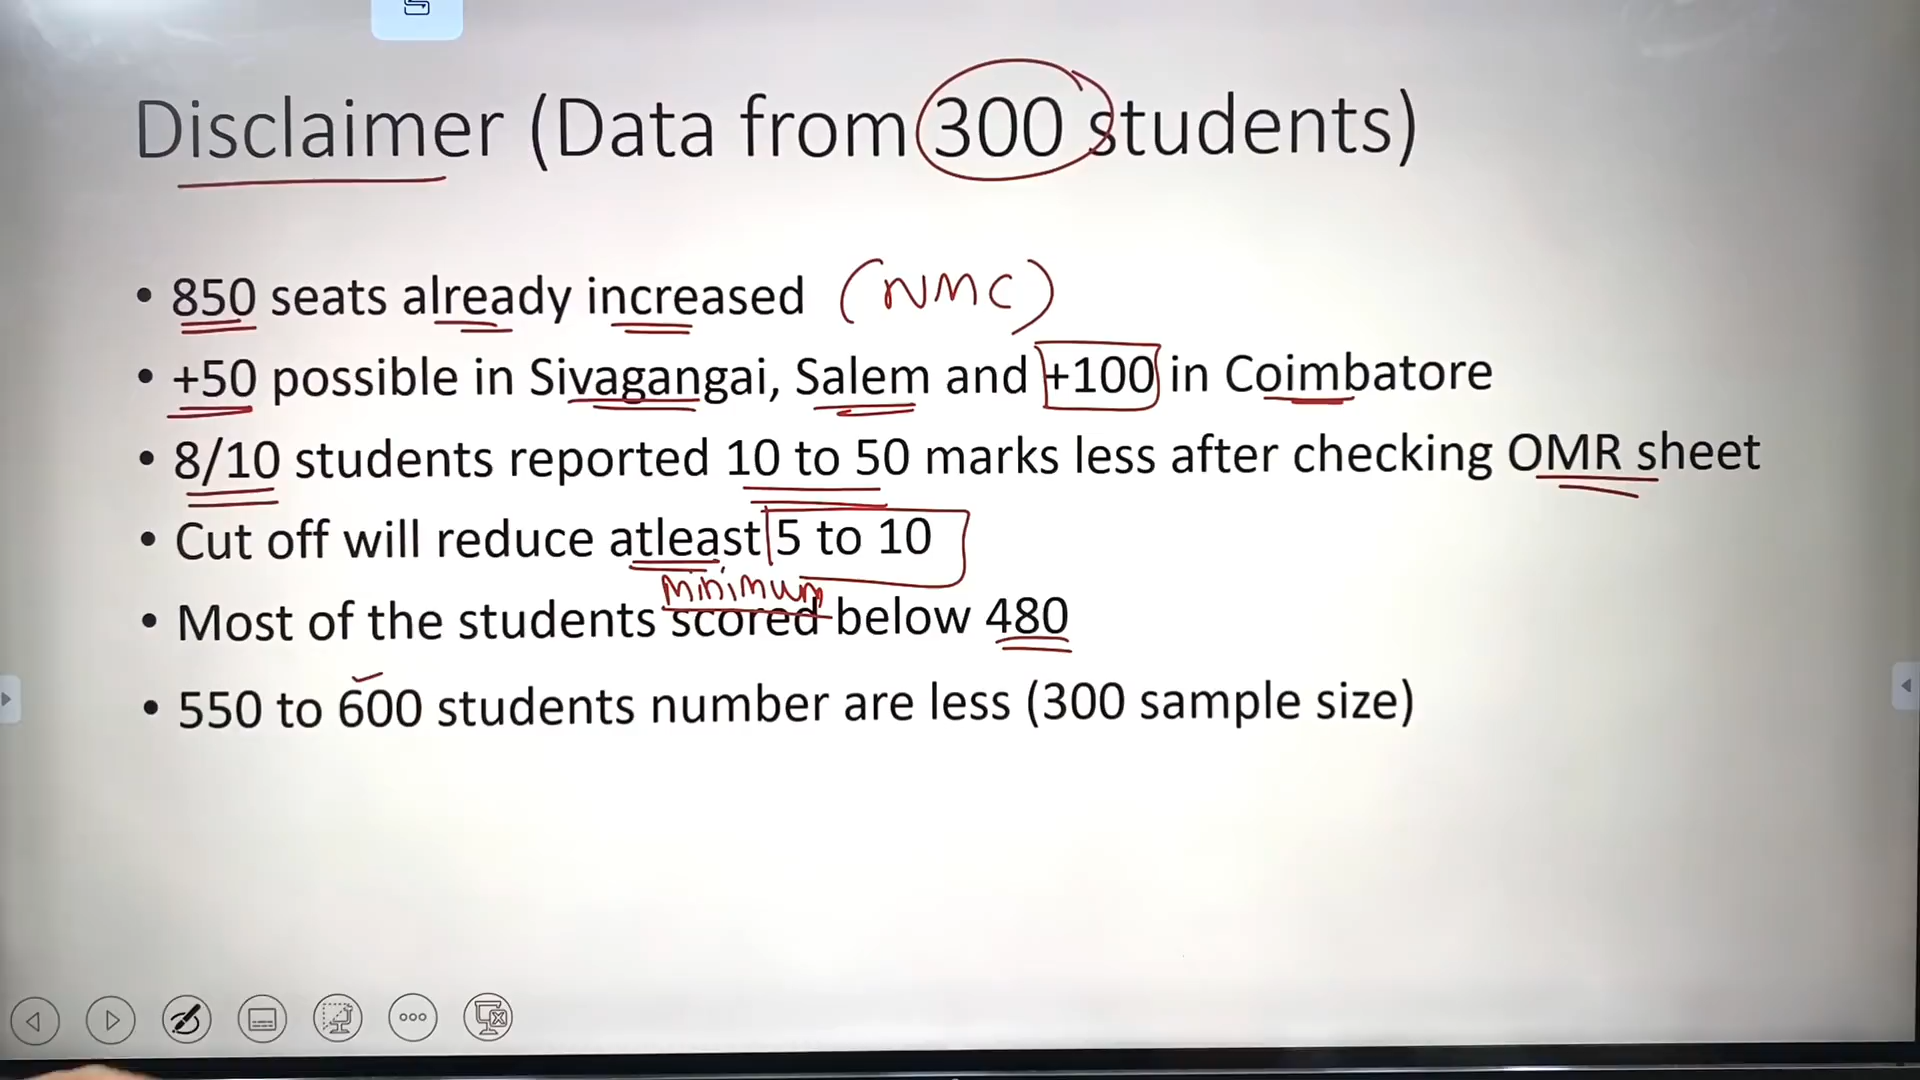 Disclaimer (Data from 300 students)
• 850 seats already increased (NMC)
• +50 possible in Sivagangai, Salem and +100 in Coimbatore
• 8/10 students reported 10 to 50 marks less after checking OMR sheet
• Cut off will reduce atleast 5 to 10
minimum
• Most of the students scored below 480
• 550 to 600 students number are less (300 sample size)